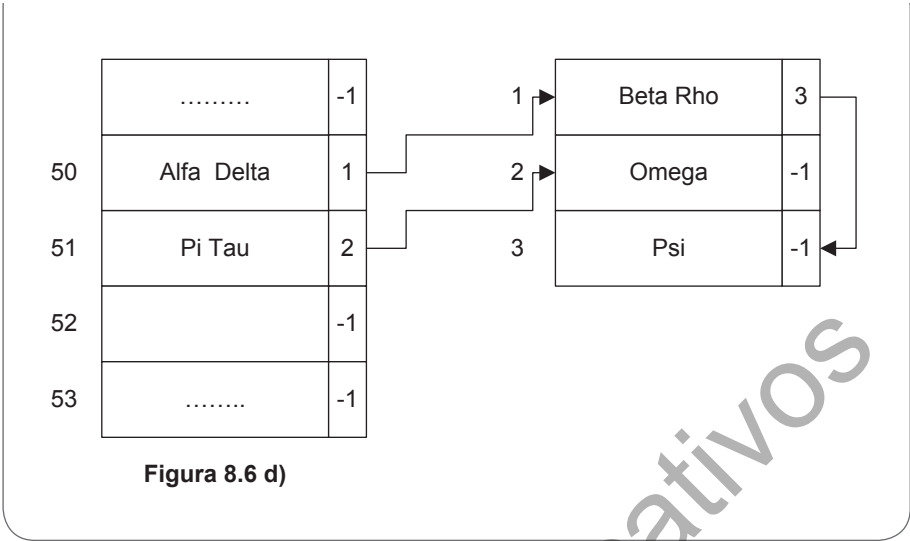 ……… -1
50 Alfa Delta 1
51 Pi Tau 2
52 -1
53 …….. -1
1 Beta Rho 3
2 Omega -1
3 Psi -1
Figura 8.6 d)
ativos